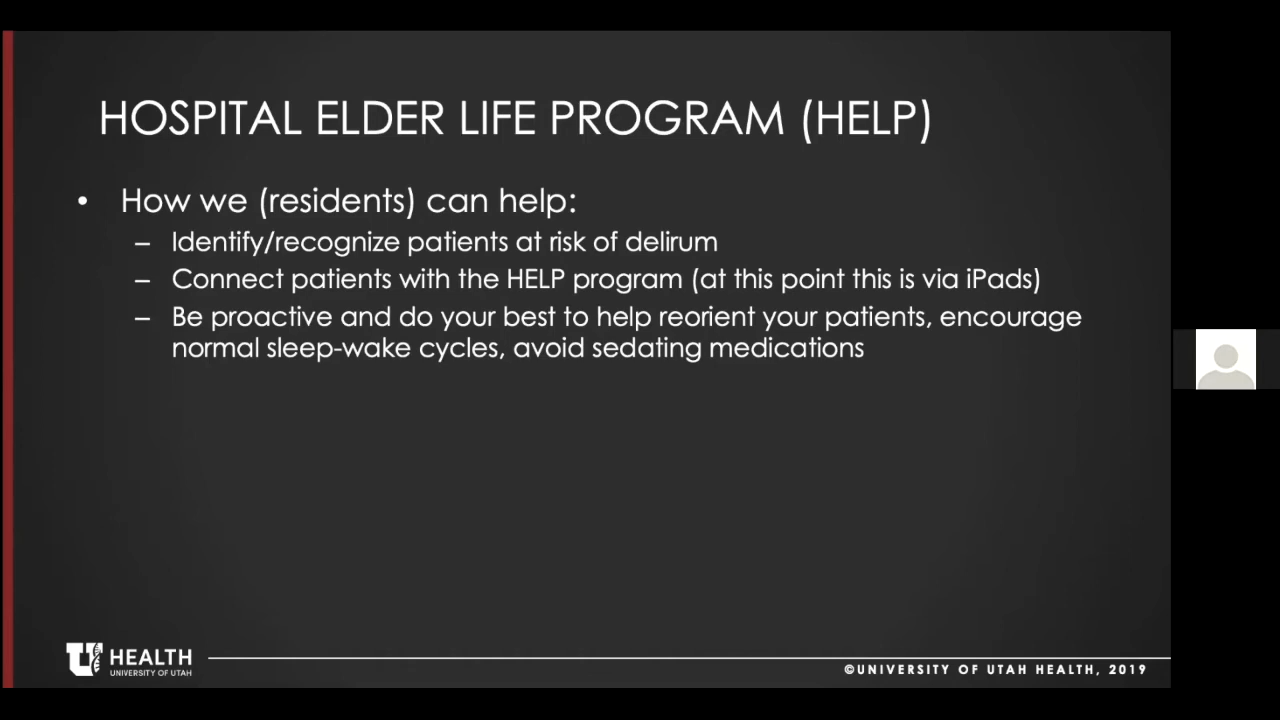 HOSPITAL ELDER LIFE PROGRAM (HELP)
• How we (residents) can help:
– Identify/recognize patients at risk of delirum
– Connect patients with the HELP program (at this point this is via iPads)
– Be proactive and do your best to help reorient your patients, encourage
normal sleep-wake cycles, avoid sedating medications
U HEALTH
UNIVERSITY OF UTAH
©UNIVERSITY OF UTAH HEALTH, 2019